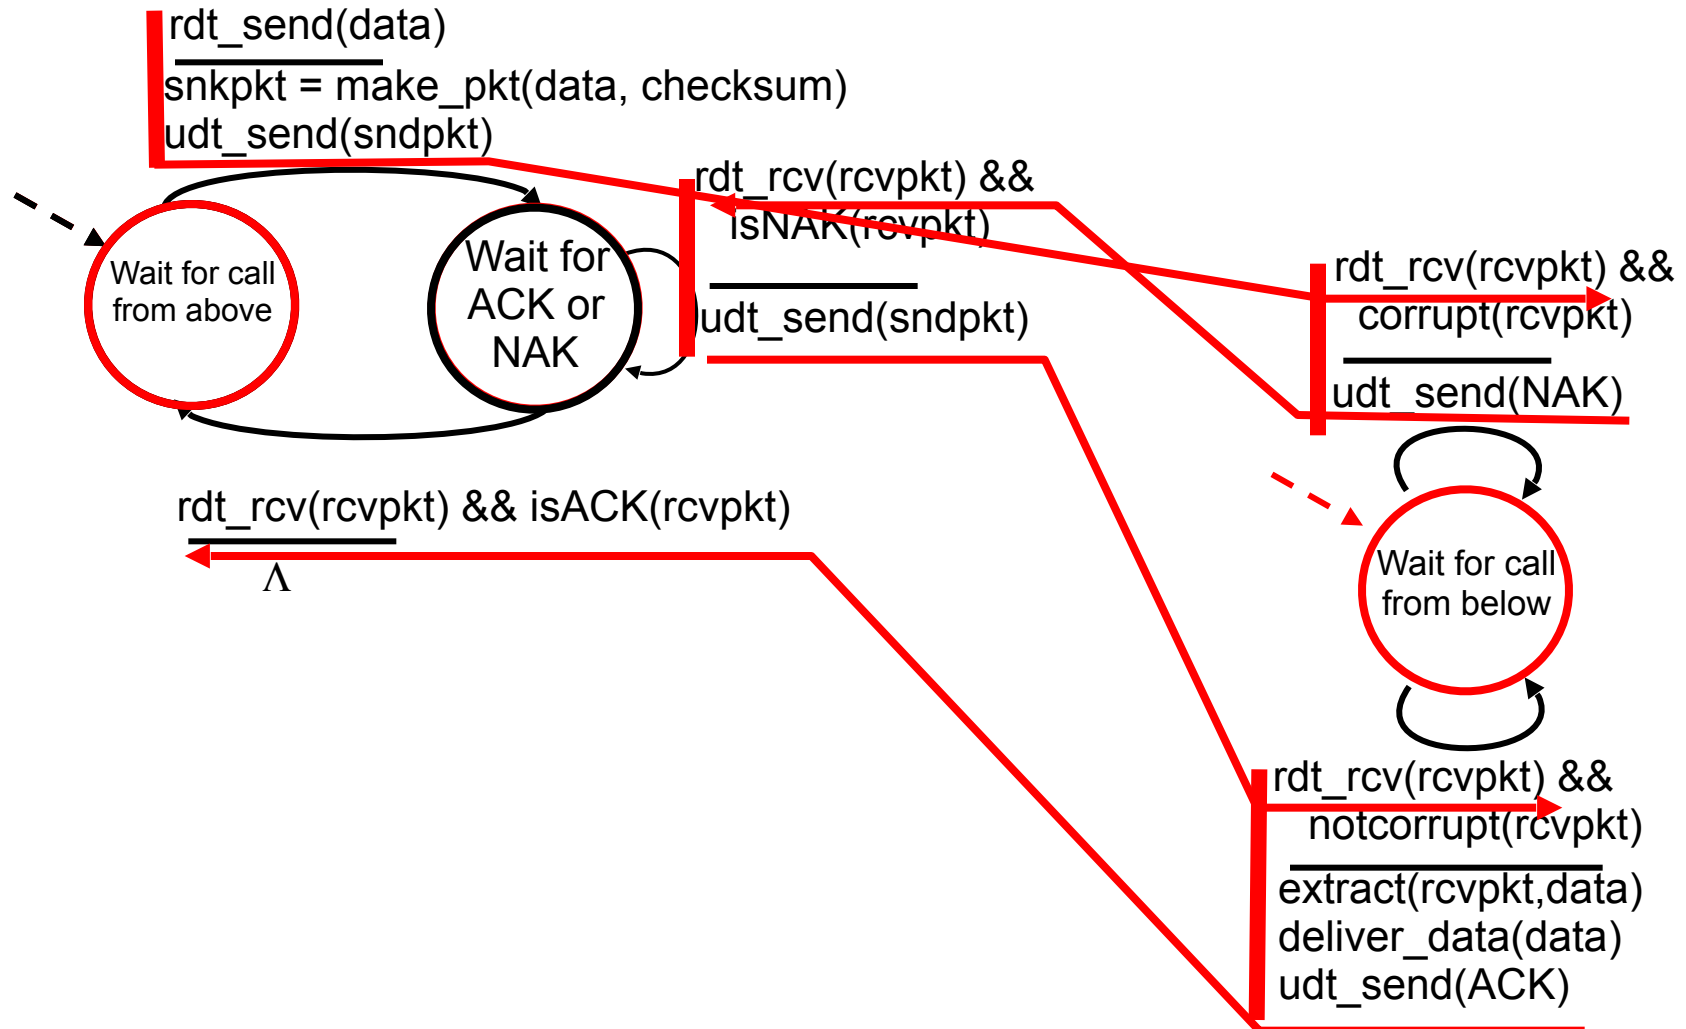 rdt_send(data)
snkpkt = make_pkt(data, checksum)
udt_send(sndpkt)
Wait for call
from above
Wait for
ACK or
NAK
rdt_rcv(rcvpkt) &&
isNAK(rcvpkt)
udt_send(sndpkt)
rdt_rcv(rcvpkt) && isACK(rcvpkt)
Λ
rdt_rcv(rcvpkt) &&
corrupt(rcvpkt)
udt_send(NAK)
Wait for call
from below
rdt_rcv(rcvpkt) &&
notcorrupt(rcvpkt)
extract(rcvpkt,data)
deliver_data(data)
udt_send(ACK)